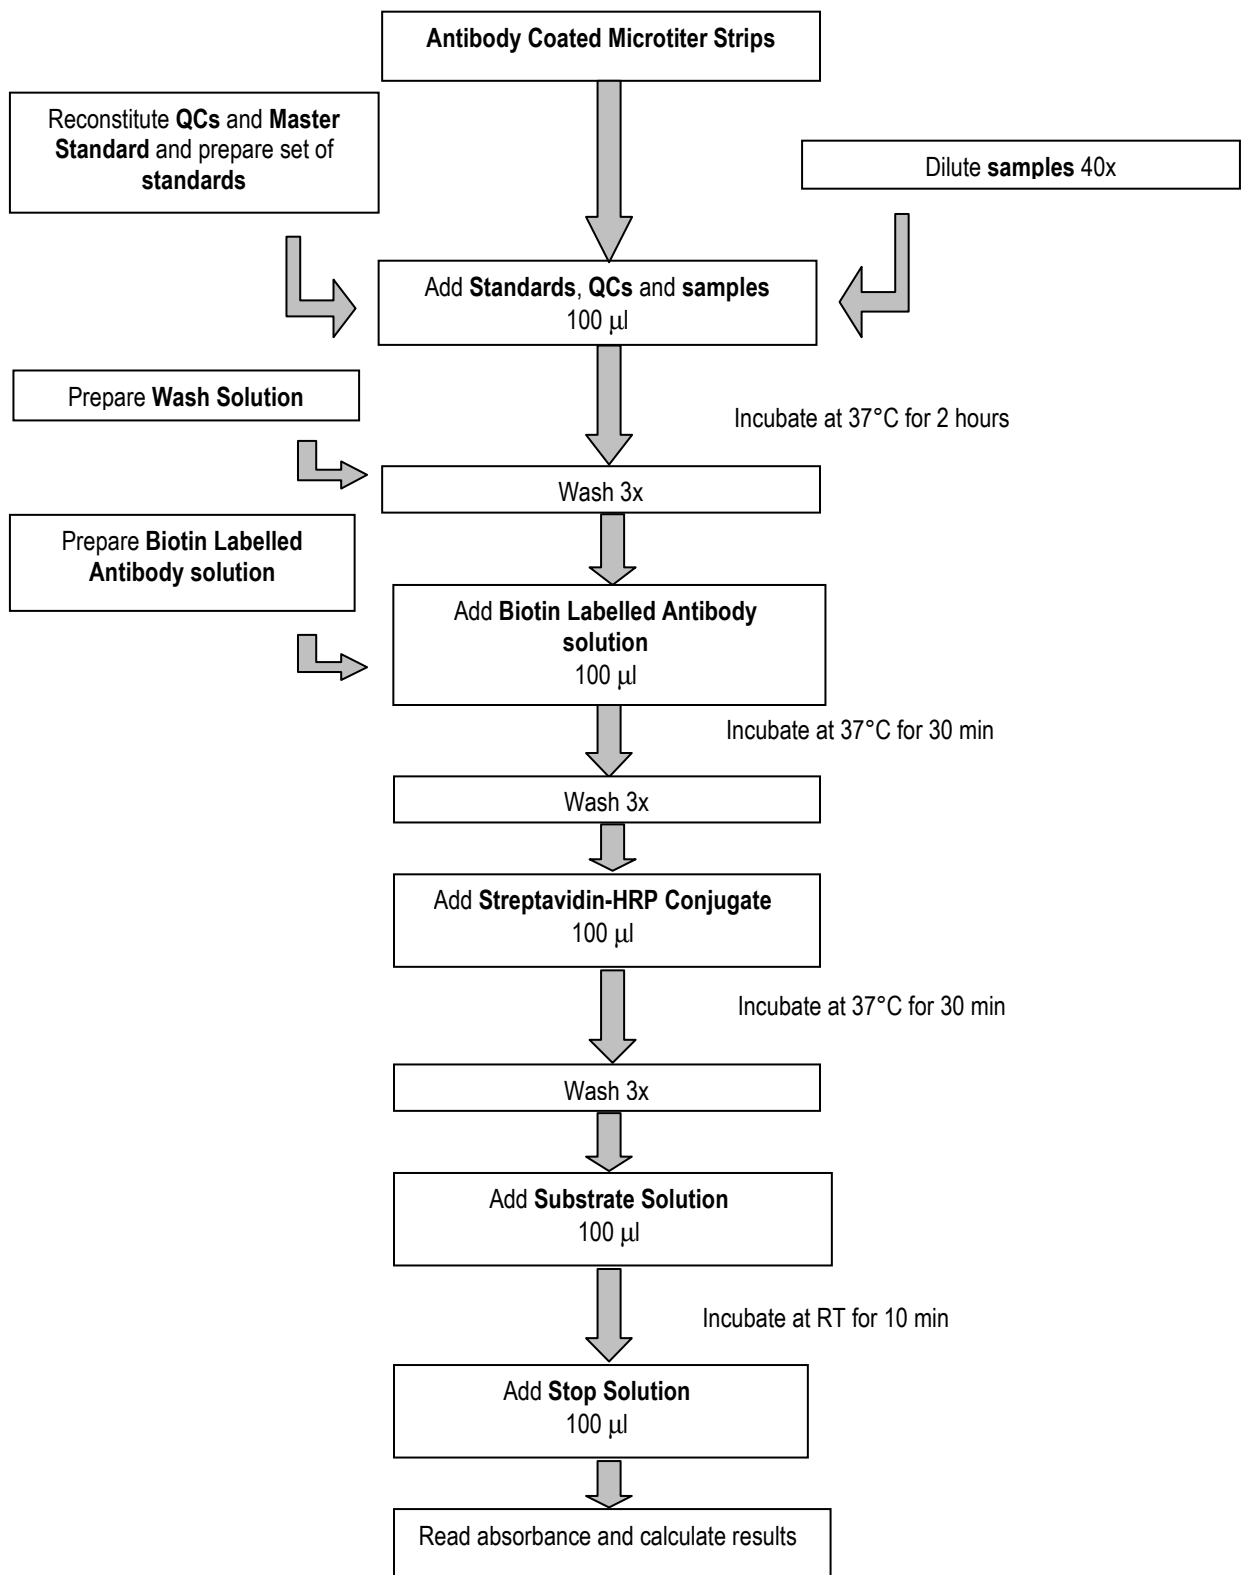 Antibody Coated Microtiter Strips
Reconstitute QCs and Master
Standard and prepare set of
standards
Dilute samples 40x
Add Standards, QCs and samples
100 μl
Prepare Wash Solution
Incubate at 37°C for 2 hours
Wash 3x
Prepare Biotin Labelled
Antibody solution
Add Biotin Labelled Antibody
solution
100 μl
Incubate at 37°C for 30 min
Wash 3x
Add Streptavidin-HRP Conjugate
100 μl
Incubate at 37°C for 30 min
Wash 3x
Add Substrate Solution
100 μl
Incubate at RT for 10 min
Add Stop Solution
100 μl
Read absorbance and calculate results